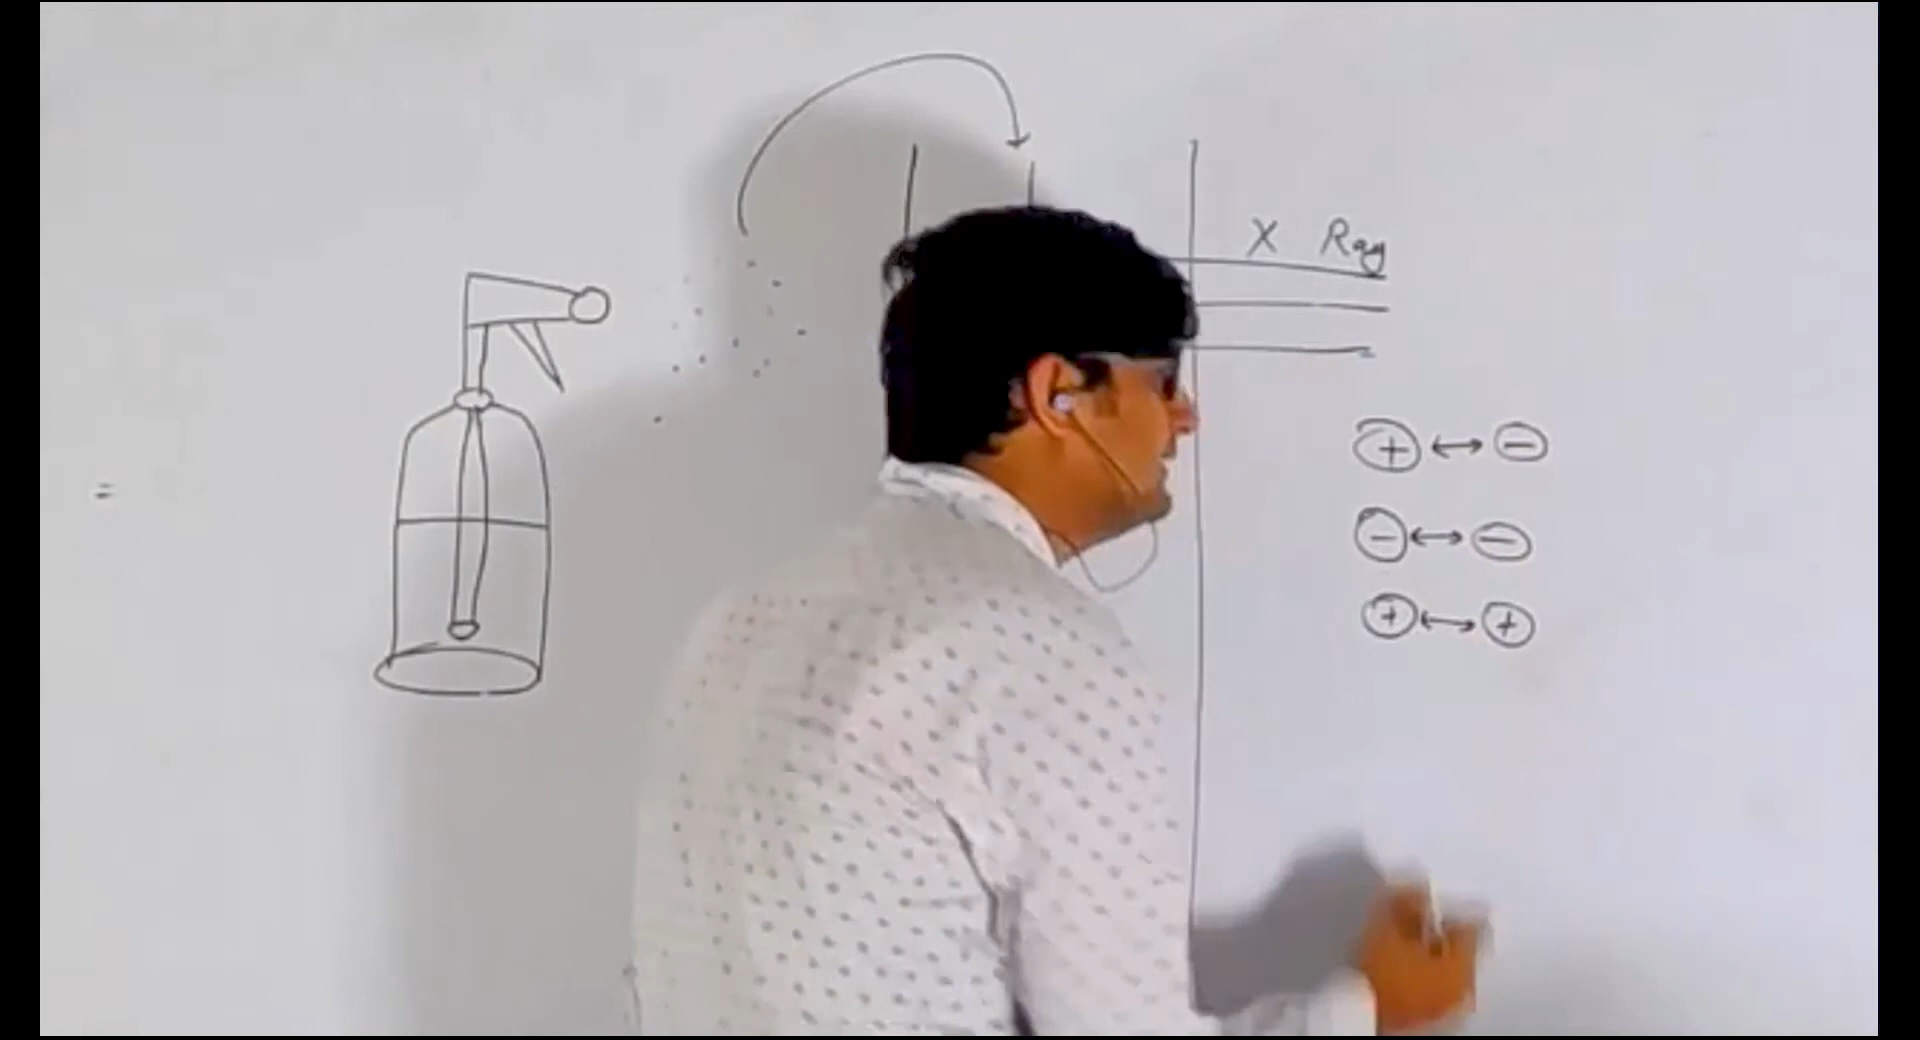 X Ray
=
+ ↔ -
- ↔ -
+ ↔ +